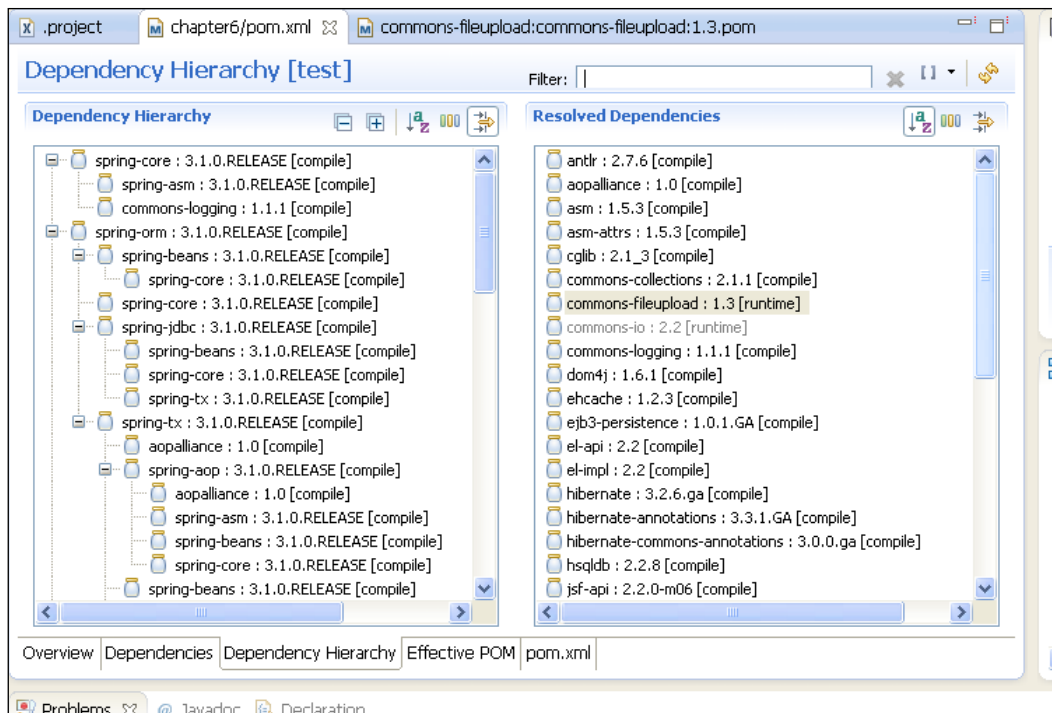 .project chapter6/pom.xml commons-fileupload:commons-fileupload:1.3.pom
Dependency Hierarchy [test]
Filter:
Dependency Hierarchy
spring-core : 3.1.0.RELEASE [compile]
spring-asm : 3.1.0.RELEASE [compile]
commons-logging : 1.1.1 [compile]
spring-orm : 3.1.0.RELEASE [compile]
spring-beans : 3.1.0.RELEASE [compile]
spring-core : 3.1.0.RELEASE [compile]
spring-core : 3.1.0.RELEASE [compile]
spring-jdbc : 3.1.0.RELEASE [compile]
spring-beans : 3.1.0.RELEASE [compile]
spring-core : 3.1.0.RELEASE [compile]
spring-tx : 3.1.0.RELEASE [compile]
spring-tx : 3.1.0.RELEASE [compile]
aopalliance : 1.0 [compile]
spring-aop : 3.1.0.RELEASE [compile]
aopalliance : 1.0 [compile]
spring-asm : 3.1.0.RELEASE [compile]
spring-beans : 3.1.0.RELEASE [compile]
spring-core : 3.1.0.RELEASE [compile]
spring-beans : 3.1.0.RELEASE [compile]
Resolved Dependencies
antlr : 2.7.6 [compile]
aopalliance : 1.0 [compile]
asm : 1.5.3 [compile]
asm-attrs : 1.5.3 [compile]
cglib : 2.1_3 [compile]
commons-collections : 2.1.1 [compile]
commons-fileupload : 1.3 [runtime]
commons-io : 2.2 [runtime]
commons-logging : 1.1.1 [compile]
dom4j : 1.6.1 [compile]
ehcache : 1.2.3 [compile]
ejb3-persistence : 1.0.1.GA [compile]
el-api : 2.2 [compile]
el-impl : 2.2 [compile]
hibernate : 3.2.6.ga [compile]
hibernate-annotations : 3.3.1.GA [compile]
hibernate-commons-annotations : 3.0.0.ga [compile]
hsqldb : 2.2.8 [compile]
jsf-api : 2.2.0-m06 [compile]
Overview Dependencies Dependency Hierarchy Effective POM pom.xml
Problems @ Javadoc Declaration